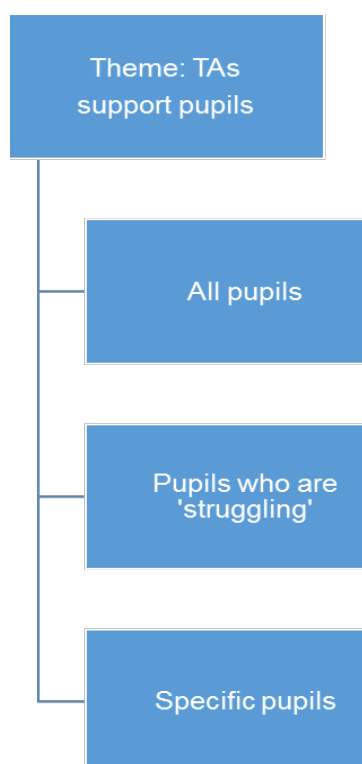 Theme: TAs
support pupils
All pupils
Pupils who are
'struggling'
Specific pupils